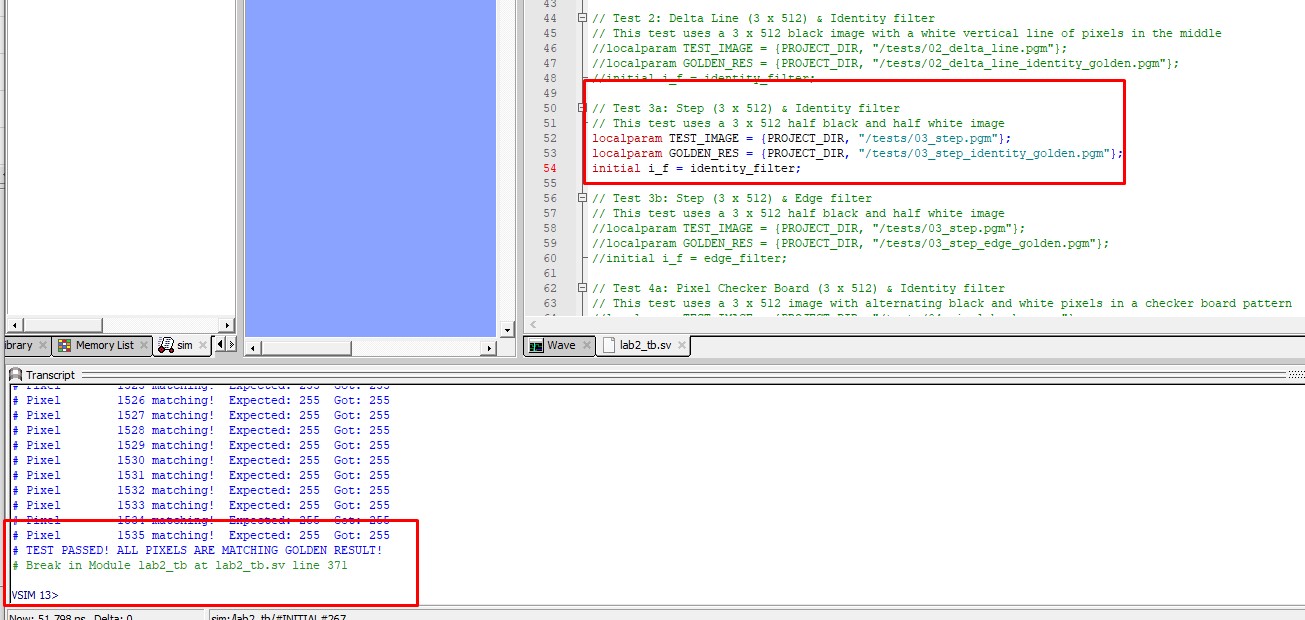 43
44 // Test 2: Delta Line (3 x 512) & Identity filter
45 // This test uses a 3 x 512 black image with a white vertical line of pixels in the middle
46 //localparam TEST_IMAGE = {PROJECT_DIR, "/tests/02_delta_line.pgm"};
47 //localparam GOLDEN_RES = {PROJECT_DIR, "/tests/02_delta_line_identity_golden.pgm"};
48 //initial i_f = identity_filter;
49
50 // Test 3a: Step (3 x 512) & Identity filter
51 // This test uses a 3 x 512 half black and half white image
52 localparam TEST_IMAGE = {PROJECT_DIR, "/tests/03_step.pgm"};
53 localparam GOLDEN_RES = {PROJECT_DIR, "/tests/03_step_identity_golden.pgm"};
54 initial i_f = identity_filter;
55
56 // Test 3b: Step (3 x 512) & Edge filter
57 // This test uses a 3 x 512 half black and half white image
58 //localparam TEST_IMAGE = {PROJECT_DIR, "/tests/03_step.pgm"};
59 //localparam GOLDEN_RES = {PROJECT_DIR, "/tests/03_step_edge_golden.pgm"};
60 //initial i_f = edge_filter;
61
62 // Test 4a: Pixel Checker Board (3 x 512) & Identity filter
63 // This test uses a 3 x 512 image with alternating black and white pixels in a checker board pattern
ibrary Memory List sim Wave lab2_tb.sv
Transcript
# Pixel 1525 matching! Expected: 255 Got: 255
# Pixel 1526 matching! Expected: 255 Got: 255
# Pixel 1527 matching! Expected: 255 Got: 255
# Pixel 1528 matching! Expected: 255 Got: 255
# Pixel 1529 matching! Expected: 255 Got: 255
# Pixel 1530 matching! Expected: 255 Got: 255
# Pixel 1531 matching! Expected: 255 Got: 255
# Pixel 1532 matching! Expected: 255 Got: 255
# Pixel 1533 matching! Expected: 255 Got: 255
# Pixel 1534 matching! Expected: 255 Got: 255
# Pixel 1535 matching! Expected: 255 Got: 255
# TEST PASSED! ALL PIXELS ARE MATCHING GOLDEN RESULT!
# Break in Module lab2_tb at lab2_tb.sv line 371
VSIM 13>
Now: 51,798 ns Delta: 0 sim:/lab2_tb/#INITIAL#267